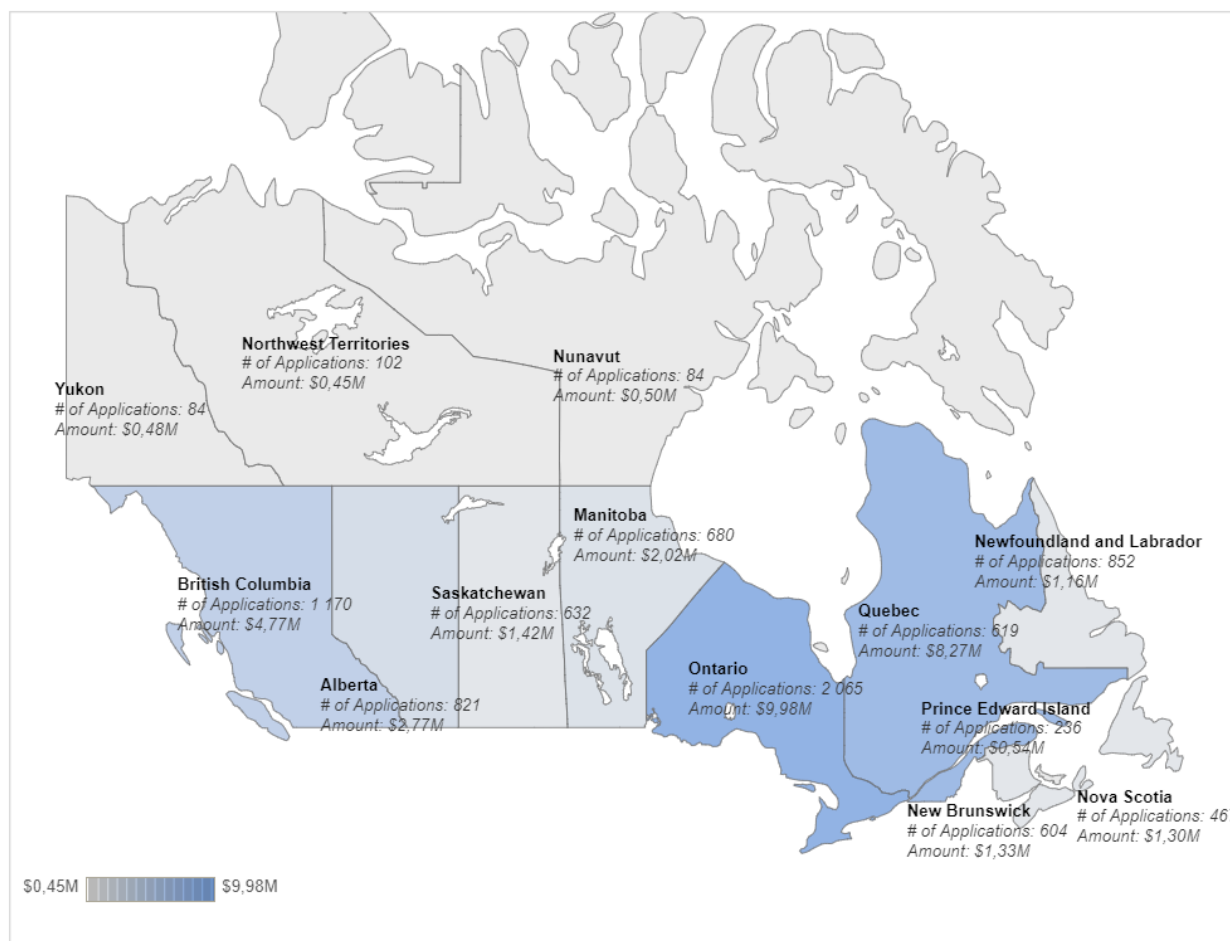 Northwest Territories
# of Applications: 102
Amount: $0,45M
Nunavut
# of Applications: 84
Amount: $0,50M
Yukon
# of Applications: 84
Amount: $0,48M
Manitoba
# of Applications: 680
Amount: $2,02M
Newfoundland and Labrador
# of Applications: 852
Amount: $1,16M
British Columbia
# of Applications: 1 170
Amount: $4,77M
Saskatchewan
# of Applications: 632
Amount: $1,42M
Quebec
# of Applications: 619
Amount: $8,27M
Alberta
# of Applications: 821
Amount: $2,77M
Ontario
# of Applications: 2 065
Amount: $9,98M
Prince Edward Island
# of Applications: 236
Amount: $0,54M
New Brunswick
# of Applications: 604
Amount: $1,33M
Nova Scotia
# of Applications: 46
Amount: $1,30M
$0,45M
$9,98M